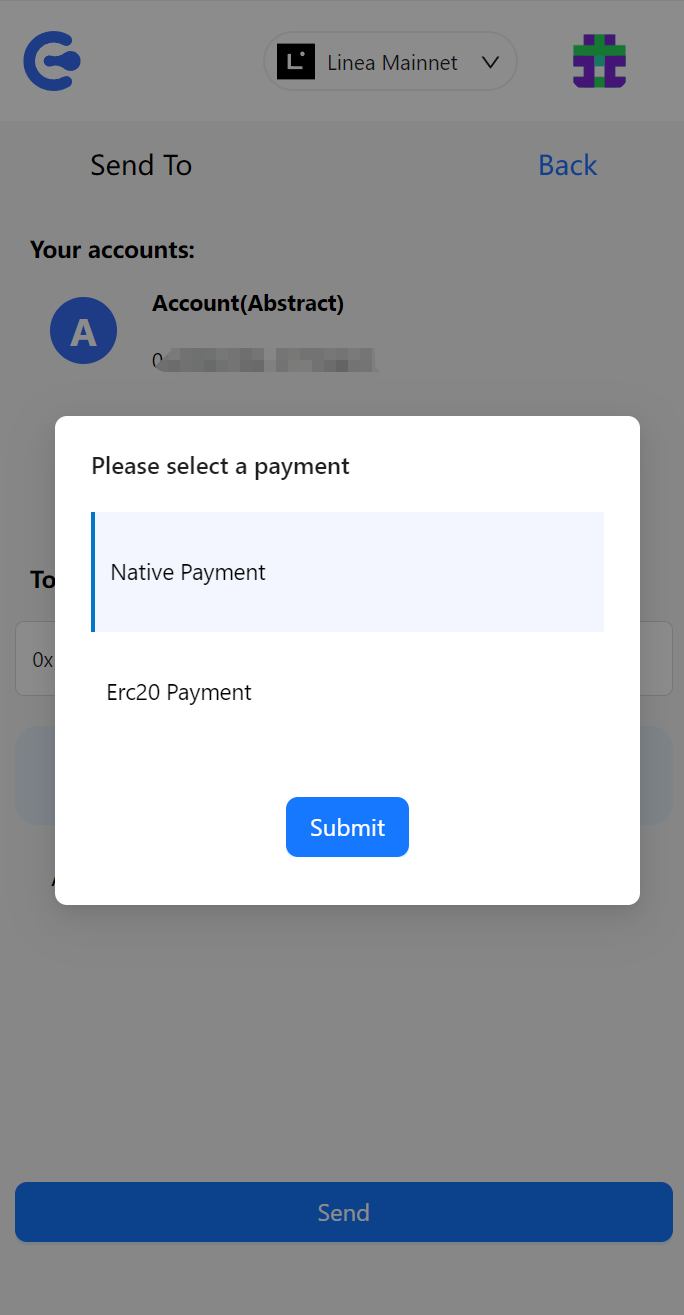 Linea Mainnet
Send To
Back
Your accounts:
A
Account(Abstract)
0
Please select a payment
To
Native Payment
0x
Erc20 Payment
Submit
Send